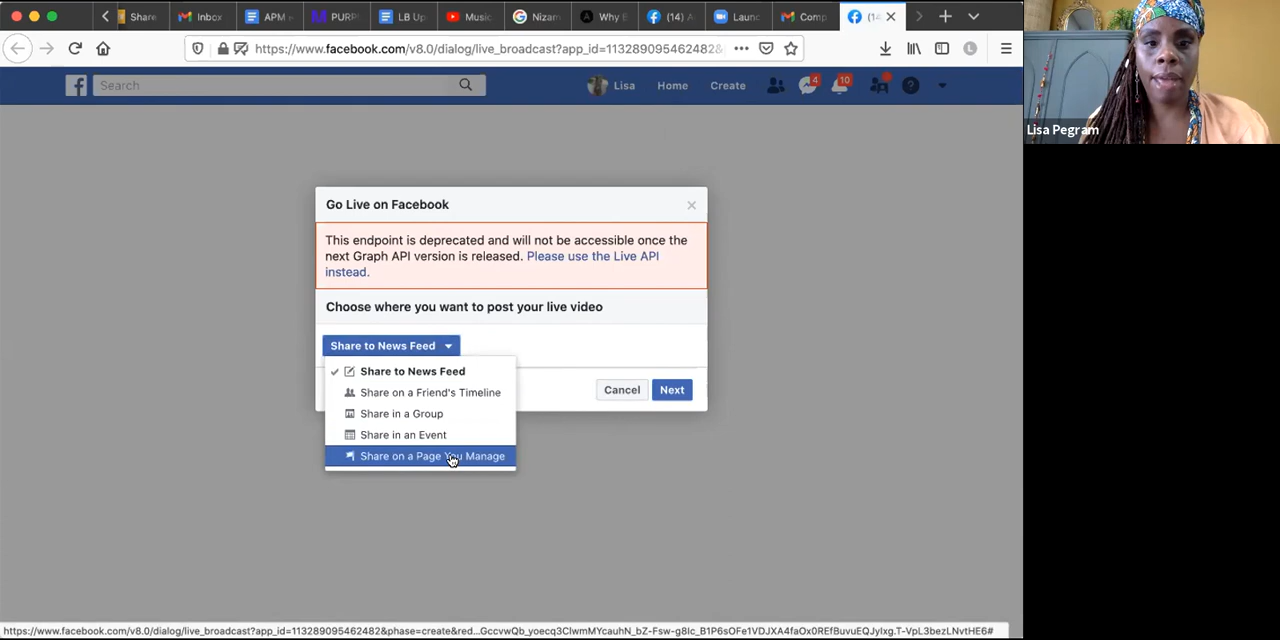 Share
Inbox
APM
PURP
LB Up
Music
Nizam
Why E
(14)
Laun
Comp
(14
https://www.facebook.com/v8.0/dialog/live_broadcast?app_id=113289095462482&
L
f
Search
Lisa
Home
Create
4
10
Lisa Pegram
Go Live on Facebook
This endpoint is deprecated and will not be accessible once the
next Graph API version is released. Please use the Live API
instead.
Choose where you want to post your live video
Share to News Feed
Share to News Feed
Share on a Friend's Timeline
Share in a Group
Share in an Event
Share on a Page You Manage
Cancel
Next